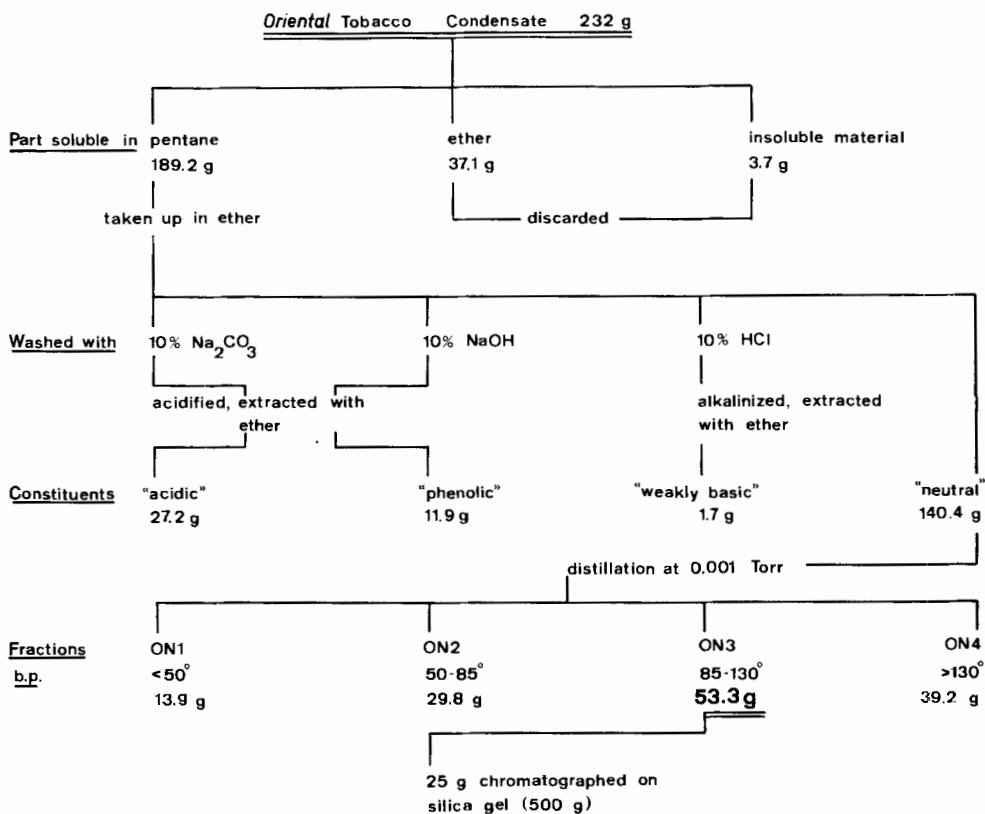 Oriental Tobacco Condensate 232 g
Part soluble in pentane ether insoluble material
189.2 g 37.1 g 3.7 g
taken up in ether discarded
Washed with 10% Na2CO3 10% NaOH 10% HCl
acidified, extracted with alkalinized, extracted
ether with ether
Constituents "acidic" "phenolic" "weakly basic" "neutral"
27.2 g 11.9 g 1.7 g 140.4 g
distillation at 0.001 Torr
Fractions ON1 ON2 ON3 ON4
b.p. <50° 50-85° 85-130° >130°
13.9 g 29.8 g 53.3 g 39.2 g
25 g chromatographed on
silica gel (500 g)